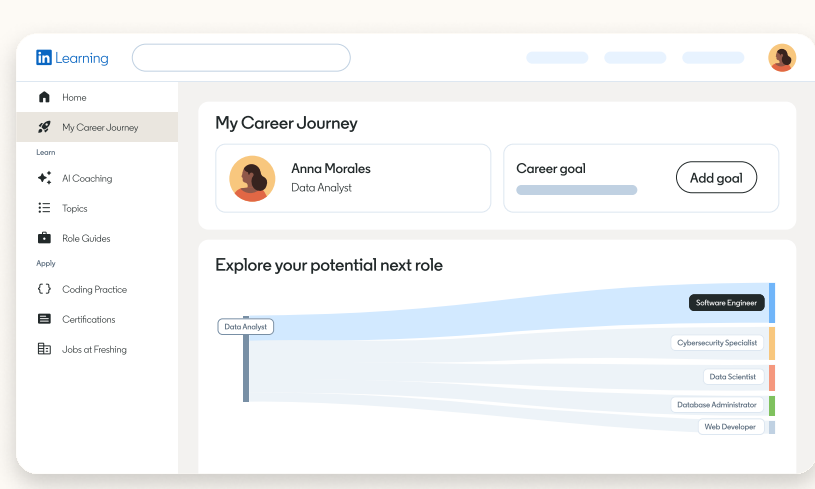 in Learning
Home
My Career Journey
Learn
AI Coaching
Topics
Role Guides
Apply
Coding Practice
Certifications
Jobs at Freshing
My Career Journey
Anna Morales
Data Analyst
Career goal
Add goal
Explore your potential next role
Data Analyst
Software Engineer
Cybersecurity Specialist
Data Scientist
Database Administrator
Web Developer